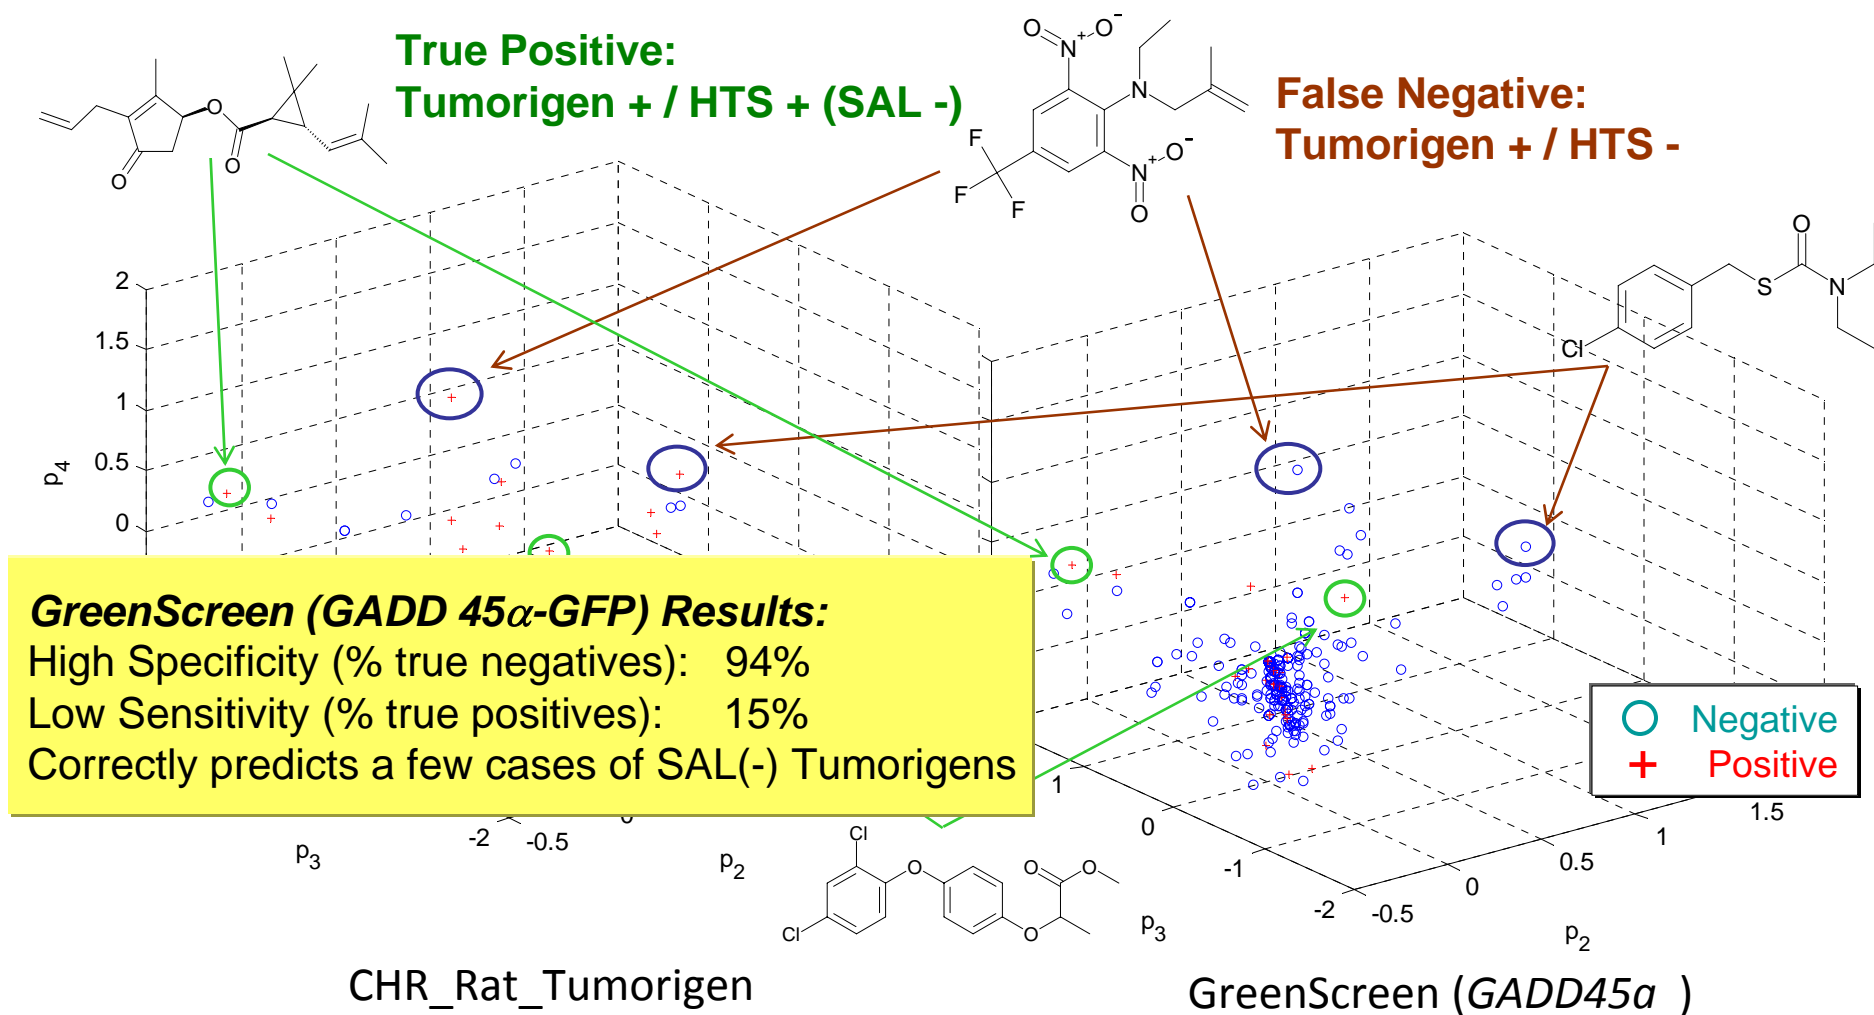 True Positive:
Tumorigen + / HTS + (SAL -)
False Negative:
Tumorigen + / HTS -
O
O
O
O
N+
O-
N
F
F
F
N+
O-
O
O
S
N
Cl
2
1.5
1
0.5
0
p4
GreenScreen (GADD 45α-GFP) Results:
High Specificity (% true negatives): 94%
Low Sensitivity (% true positives): 15%
Correctly predicts a few cases of SAL(-) Tumorigens
Negative
Positive
p3
-2
-0.5
p2
1
0
-1
-2
-0.5
0
0.5
1
1.5
p3
p2
Cl
Cl
O
O
O
O
CHR_Rat_Tumorigen
GreenScreen (GADD45a )